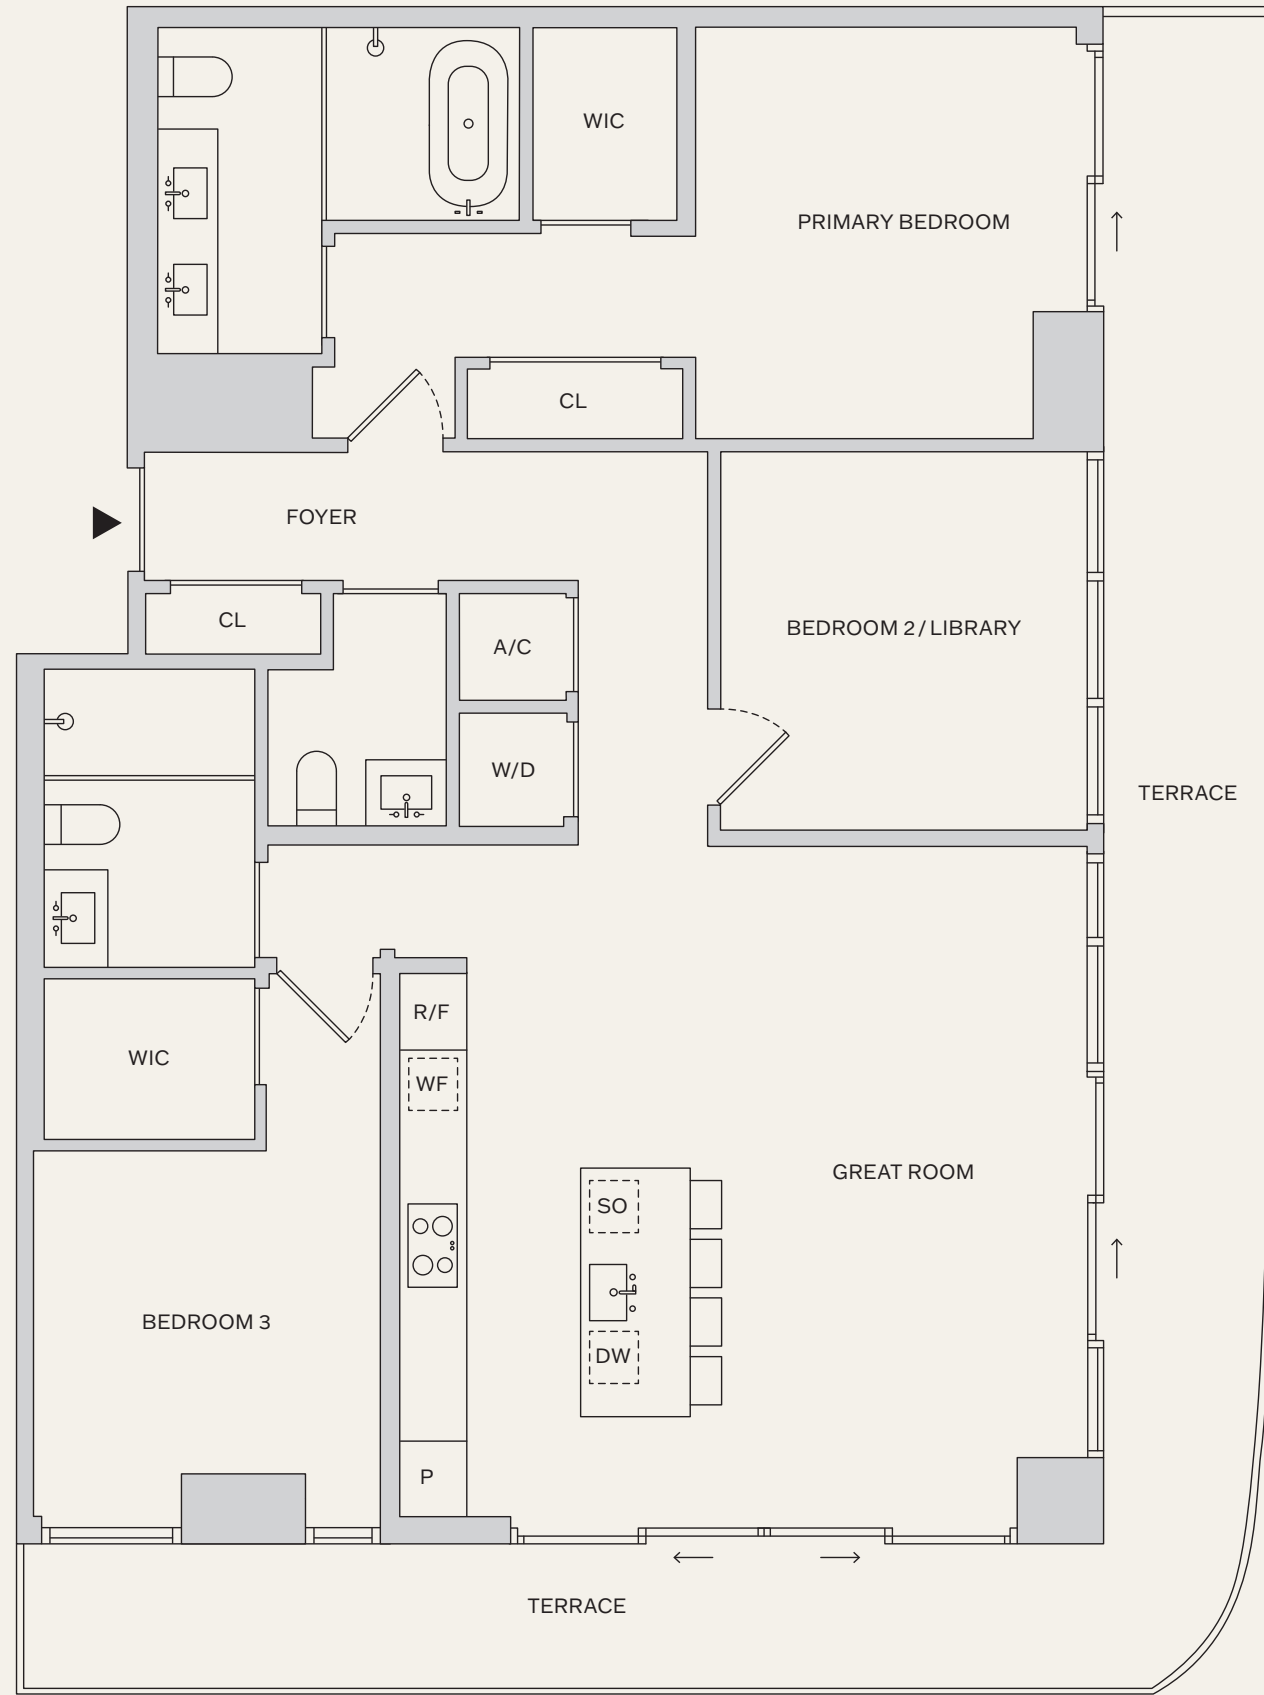 WIC
PRIMARY BEDROOM
CL
FOYER
CL
A/C
BEDROOM 2 / LIBRARY
W/D
TERRACE
R/F
WIC
WF
GREAT ROOM
SO
BEDROOM 3
DW
P
TERRACE